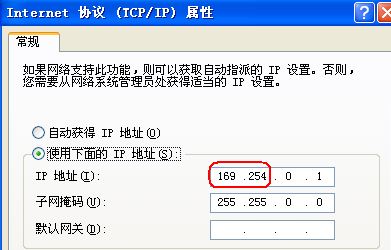 Internet 协议 (TCP/IP) 属性
常规
如果网络支持此功能，则可以获取自动指派的 IP 设置。否则，
您需要从网络系统管理员处获得适当的 IP 设置。
自动获得 IP 地址(O)
使用下面的 IP 地址(S):
IP 地址(I): 169 .254 . 0 . 1
子网掩码(U): 255 .255 . 0 . 0
默认网关(D): . . .